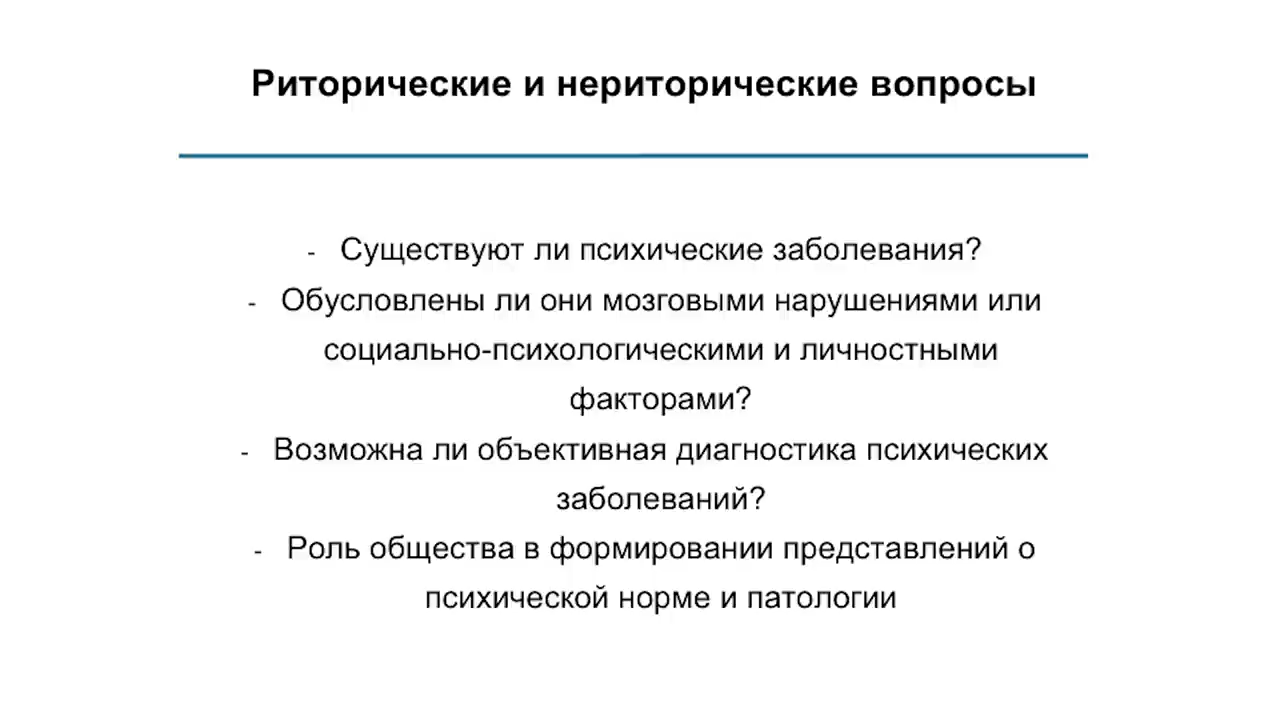 Риторические и нериторические вопросы
- Существуют ли психические заболевания?
- Обусловлены ли они мозговыми нарушениями или
социально-психологическими и личностными
факторами?
- Возможна ли объективная диагностика психических
заболеваний?
- Роль общества в формировании представлений о
психической норме и патологии